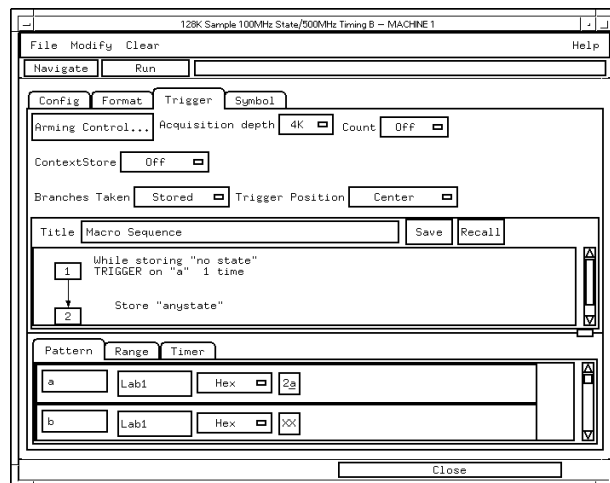 128K Sample 100MHz State/500MHz Timing B — MACHINE 1
File Modify Clear Help
Navigate Run
Config Format Trigger Symbol
Arming Control... Acquisition depth 4K Count Off
ContextStore Off
Branches Taken Stored Trigger Position Center
Title Macro Sequence Save Recall
While storing "no state"
1 TRIGGER on "a" 1 time
Store "anystate"
2
Pattern Range Timer
a Lab1 Hex 2a
b Lab1 Hex XX
Close